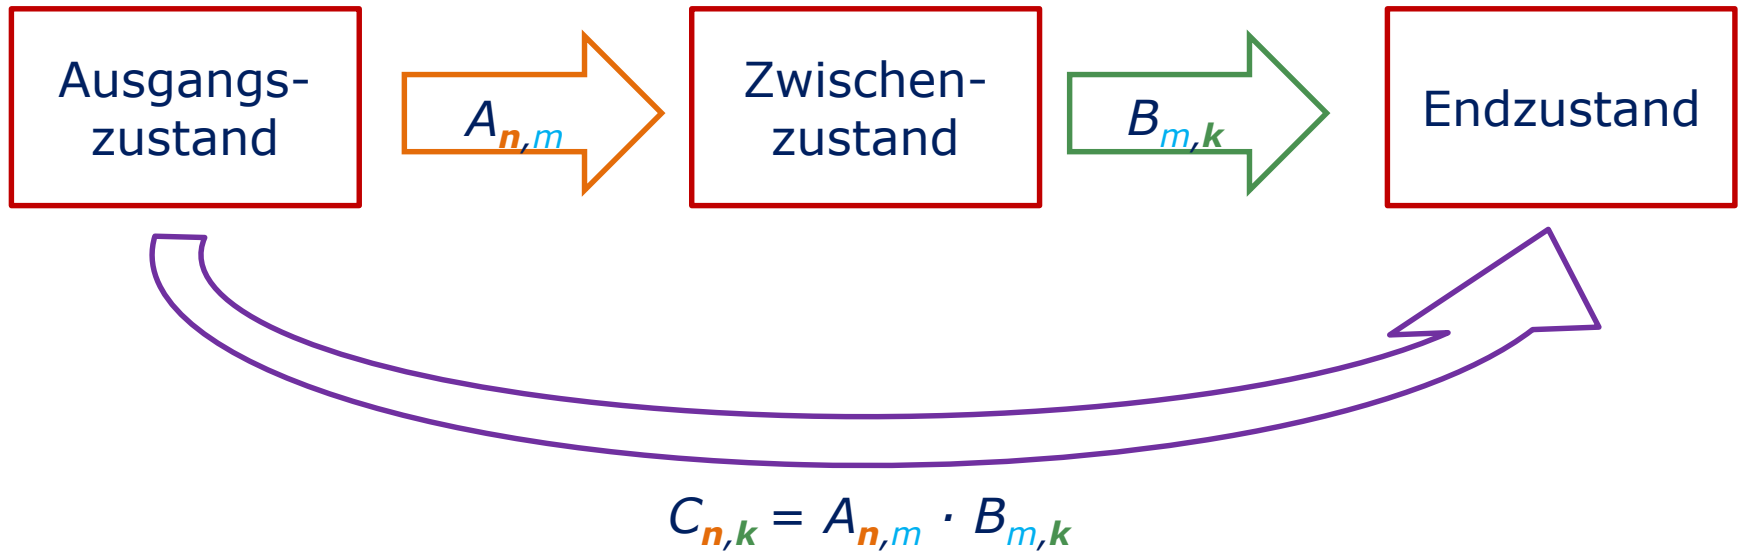 Ausgangs-
zustand
A n,m
Zwischen-
zustand
B m,k
Endzustand
C n,k = A n,m · B m,k